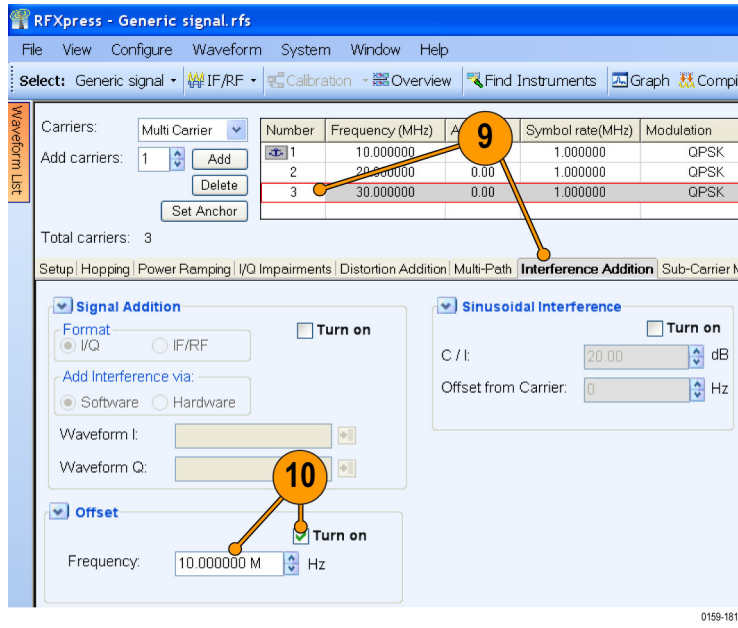 RFXpress - Generic signal.rfs
File View Configure Waveform System Window Help
Select: Generic signal IF/RF Calibration Overview Find Instruments Graph Compi
Waveform List
Carriers: Multi Carrier
Add carriers: 1 Add
Delete
Set Anchor
Total carriers: 3
Number Frequency (MHz) A Symbol rate(MHz) Modulation
1 10.000000 1.000000 QPSK
2 20.000000 0.00 1.000000 QPSK
3 30.000000 0.00 1.000000 QPSK
9
Setup Hopping Power Ramping I/Q Impairments Distortion Addition Multi-Path Interference Addition Sub-Carrier M
Signal Addition
Turn on
Format
I/Q IF/RF
Add Interference via:
Software Hardware
Waveform I:
Waveform Q:
Sinusoidal Interference
Turn on
C / I: 20.00 dB
Offset from Carrier: 0 Hz
10
Offset
Turn on
Frequency: 10.000000 M Hz
0159-181